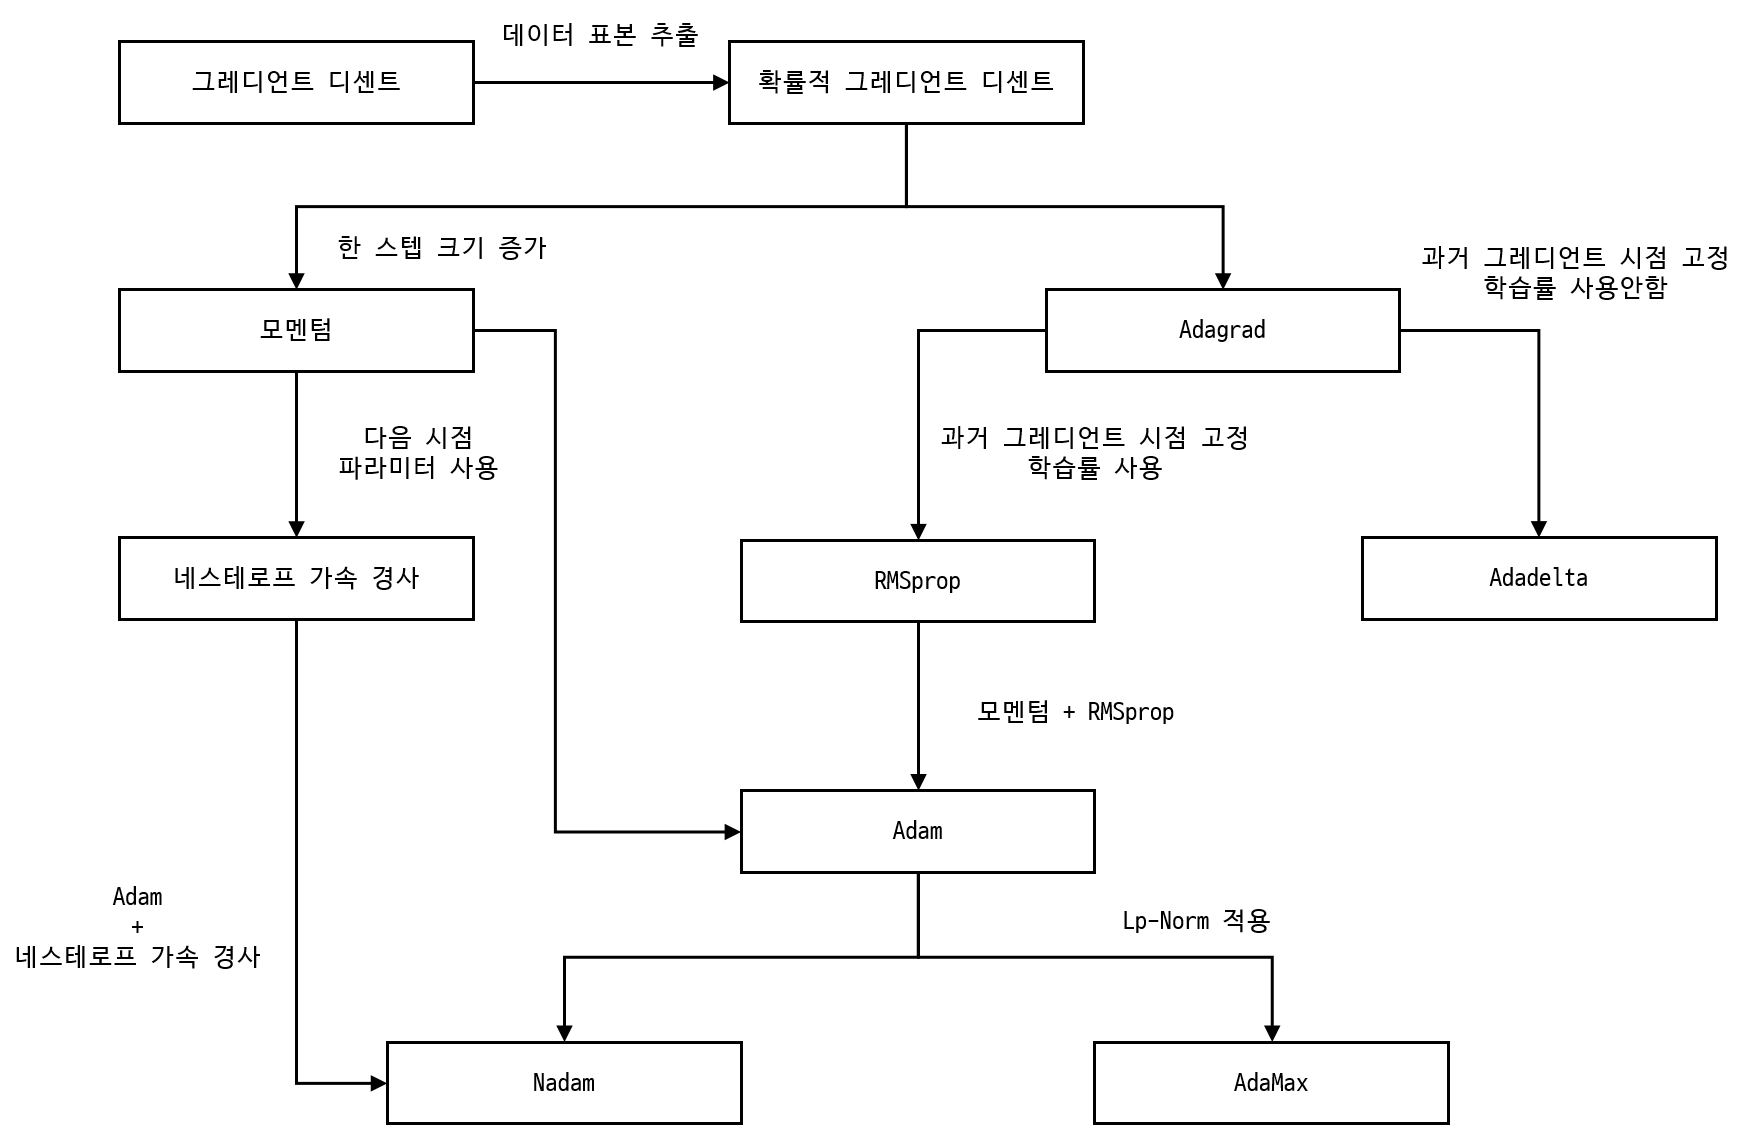 데이터 표본 추출
그레디언트 디센트
확률적 그레디언트 디센트
한 스텝 크기 증가
과거 그레디언트 시점 고정
학습률 사용안함
모멘텀
Adagrad
다음 시점
파라미터 사용
과거 그레디언트 시점 고정
학습률 사용
네스테로프 가속 경사
RMSprop
Adadelta
모멘텀 + RMSprop
Adam
Adam
+
네스테로프 가속 경사
Lp-Norm 적용
Nadam
AdaMax